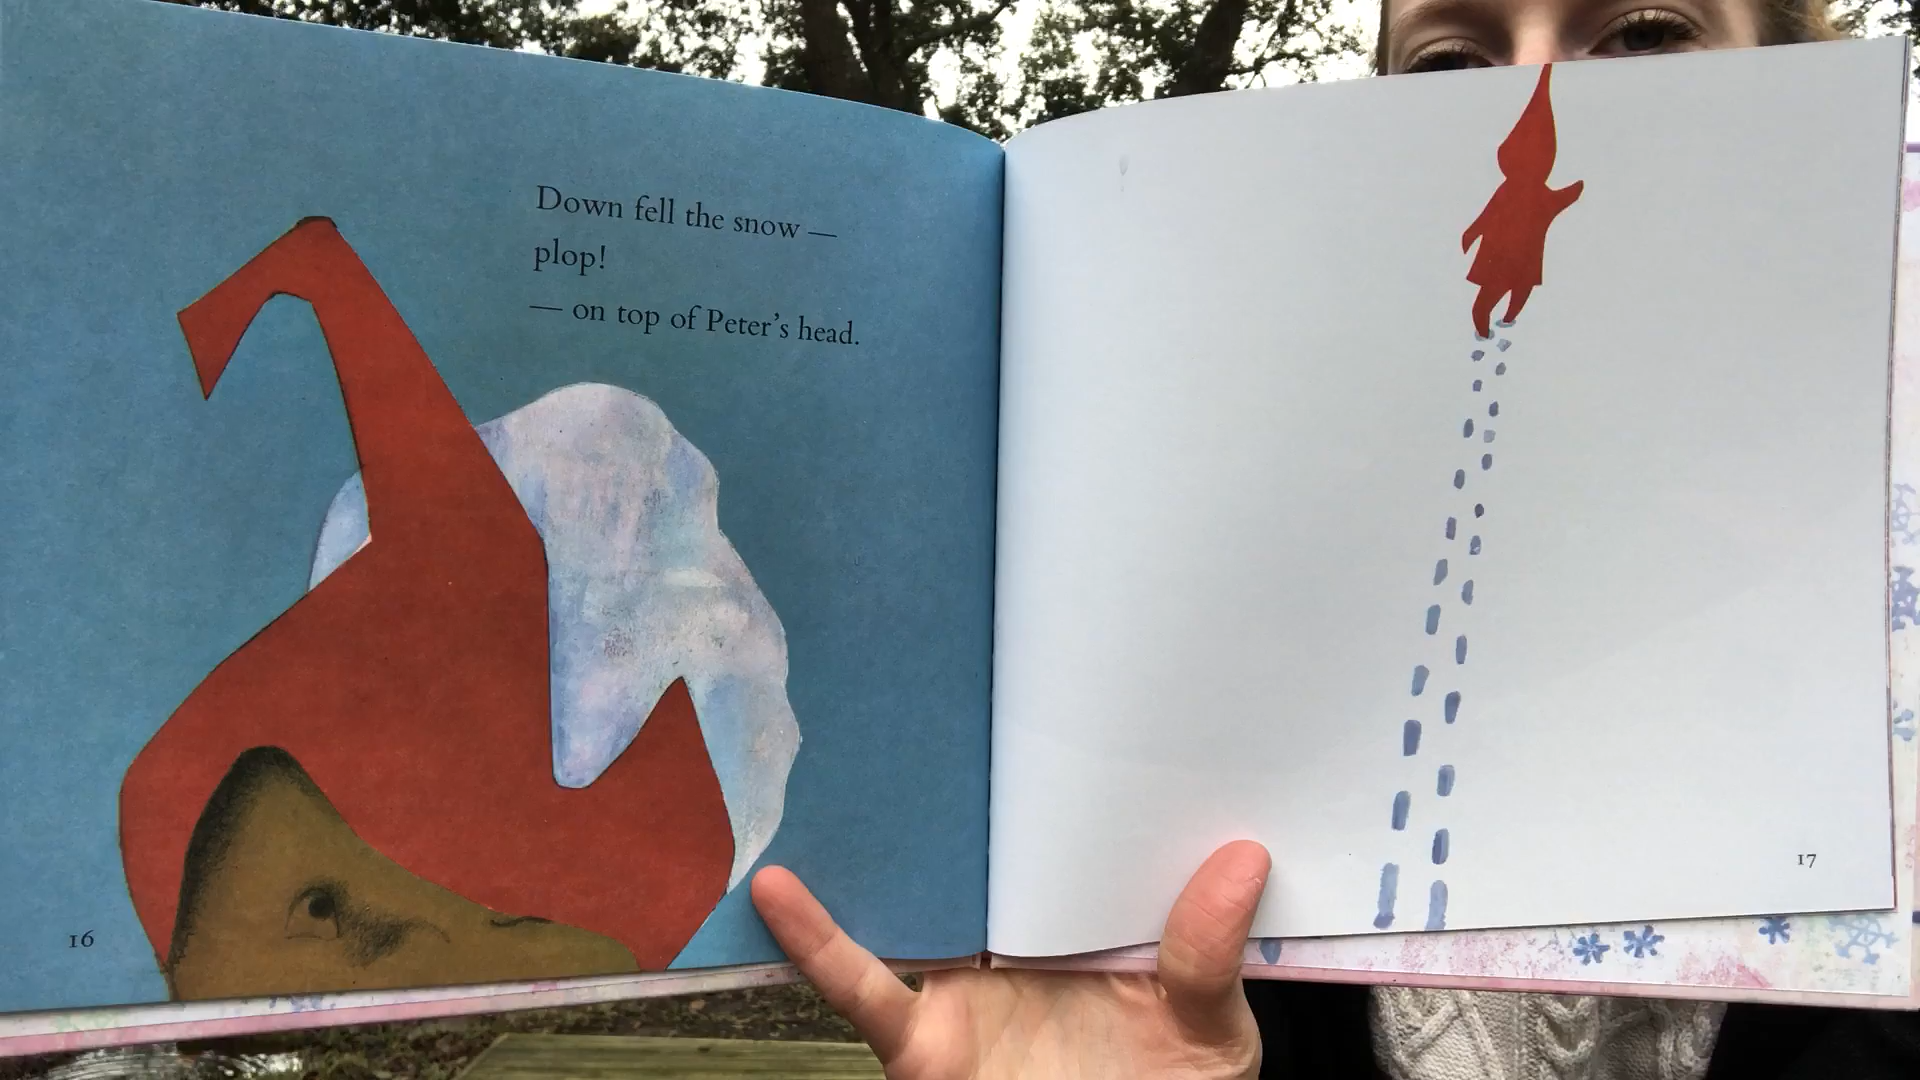 Down fell the snow —
plop!
— on top of Peter's head.
16
17